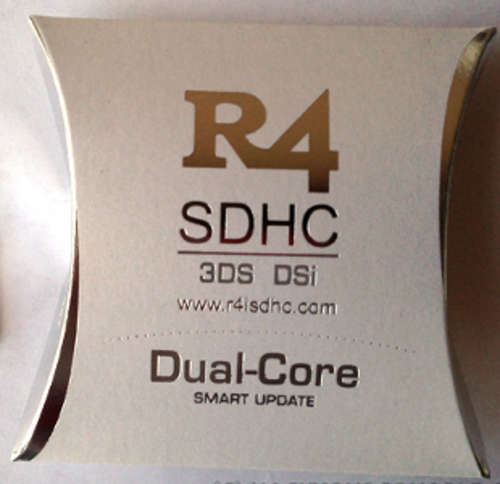 R4
SDHC
3DS DSi
www.r4isdhc.com
Dual-Core
SMART UPDATE